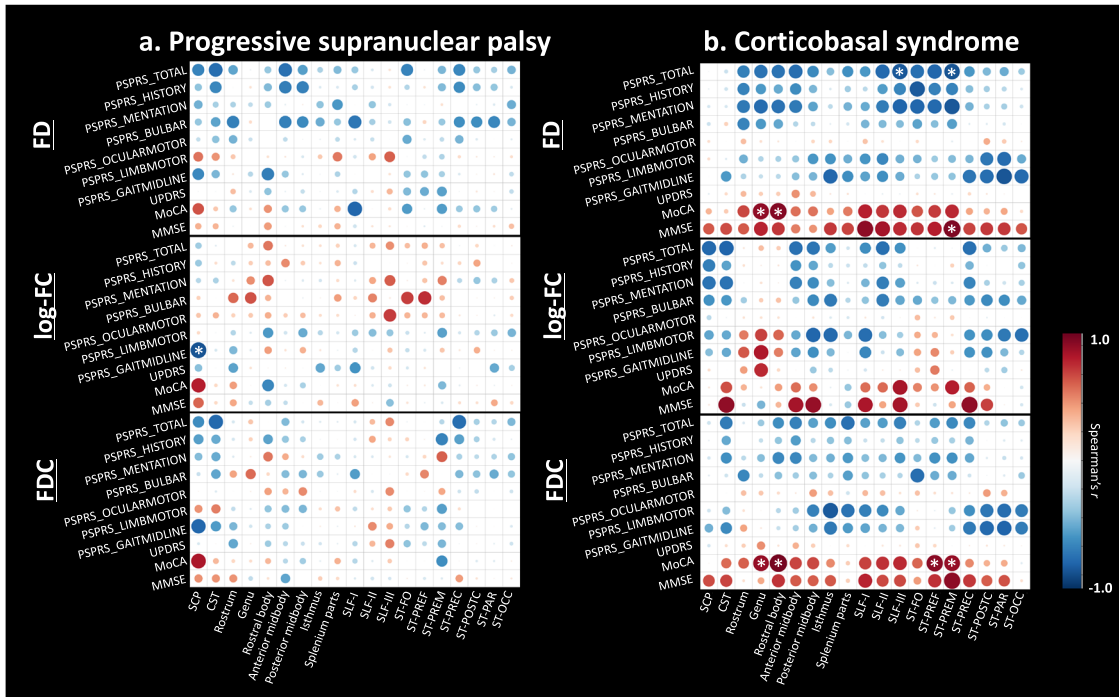 a. Progressive supranuclear palsy
FD
PSPRS_TOTAL
PSPRS_HISTORY
PSPRS_MENTATION
PSPRS_BULBAR
PSPRS_OCULARMOTOR
PSPRS_LIMBMOTOR
PSPRS_GAITMIDLINE
UPDRS
MoCA
MMSE
log-FC
PSPRS_TOTAL
PSPRS_HISTORY
PSPRS_MENTATION
PSPRS_BULBAR
PSPRS_OCULARMOTOR
PSPRS_LIMBMOTOR
PSPRS_GAITMIDLINE
UPDRS
MoCA
MMSE
FDC
PSPRS_TOTAL
PSPRS_HISTORY
PSPRS_MENTATION
PSPRS_BULBAR
PSPRS_OCULARMOTOR
PSPRS_LIMBMOTOR
PSPRS_GAITMIDLINE
UPDRS
MoCA
MMSE
SCP
CST
Rostrum
Genu
Rostral body
Anterior midbody
Posterior midbody
Isthmus
Splenium parts
SLF-I
SLF-II
SLF-III
ST-FO
ST-PREF
ST-PREM
ST-PREC
ST-POSTC
ST-PAR
ST-OCC
b. Corticobasal syndrome
FD
PSPRS_TOTAL
PSPRS_HISTORY
PSPRS_MENTATION
PSPRS_BULBAR
PSPRS_OCULARMOTOR
PSPRS_LIMBMOTOR
PSPRS_GAITMIDLINE
UPDRS
MoCA
MMSE
log-FC
PSPRS_TOTAL
PSPRS_HISTORY
PSPRS_MENTATION
PSPRS_BULBAR
PSPRS_OCULARMOTOR
PSPRS_LIMBMOTOR
PSPRS_GAITMIDLINE
UPDRS
MoCA
MMSE
FDC
PSPRS_TOTAL
PSPRS_HISTORY
PSPRS_MENTATION
PSPRS_BULBAR
PSPRS_OCULARMOTOR
PSPRS_LIMBMOTOR
PSPRS_GAITMIDLINE
UPDRS
MoCA
MMSE
SCP
CST
Rostrum
Genu
Rostral body
Anterior midbody
Posterior midbody
Isthmus
Splenium parts
SLF-I
SLF-II
SLF-III
ST-FO
ST-PREF
ST-PREM
ST-PREC
ST-POSTC
ST-PAR
ST-OCC
1.0
Spearman's r
-1.0